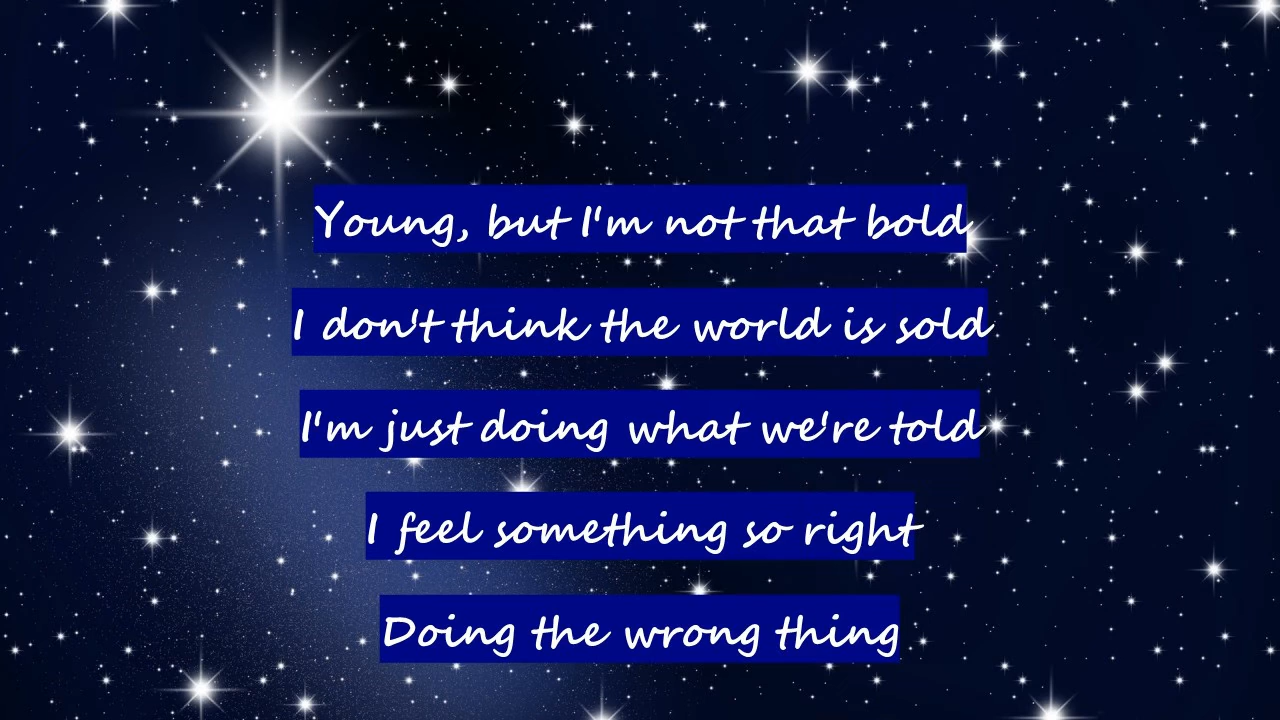 Young, but I'm not that bold
I don't think the world is sold
I'm just doing what we're told
I feel something so right
Doing the wrong thing